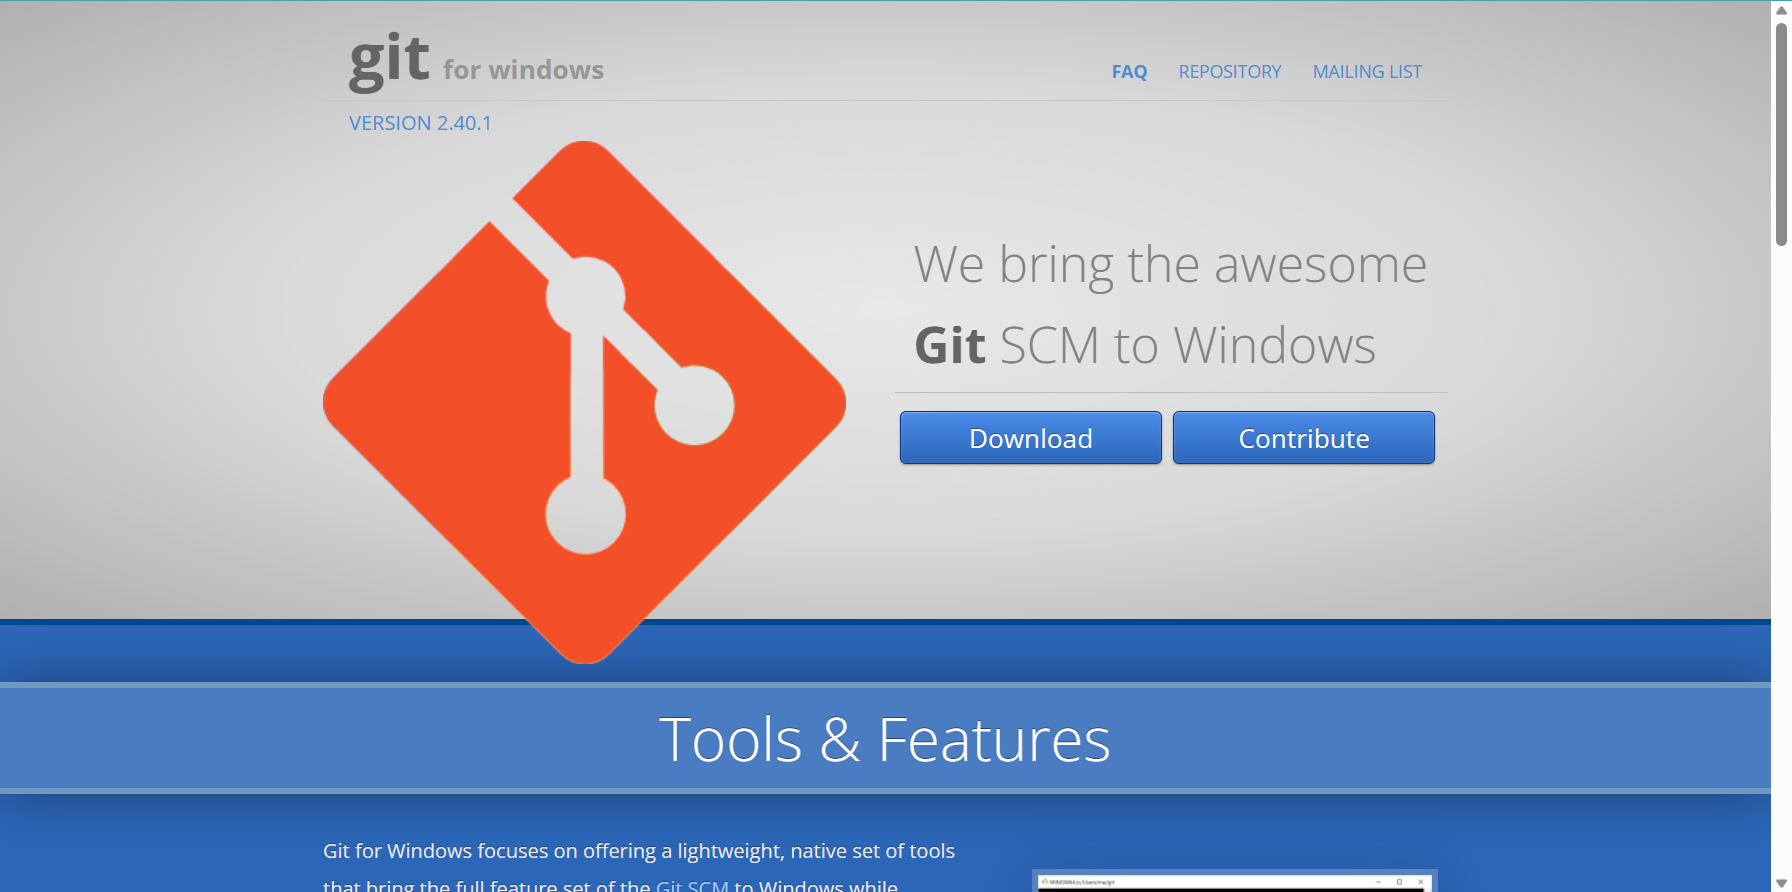 git for windows
FAQ REPOSITORY MAILING LIST
VERSION 2.40.1
We bring the awesome
Git SCM to Windows
Download Contribute
Tools & Features
Git for Windows focuses on offering a lightweight, native set of tools
that bring the full feature set of the Git SCM to Windows while